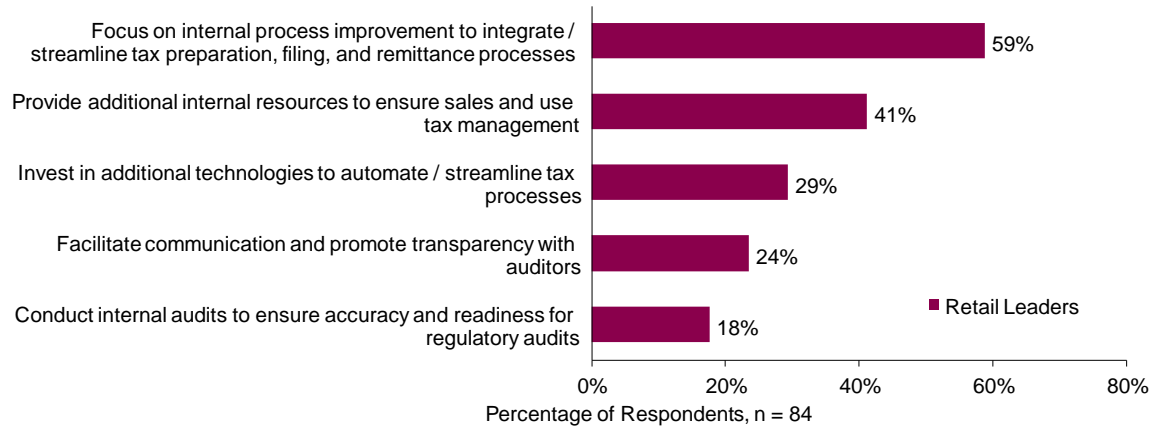 Focus on internal process improvement to integrate /
streamline tax preparation, filing, and remittance processes
59%
Provide additional internal resources to ensure sales and use
tax management
41%
Invest in additional technologies to automate / streamline tax
processes
29%
Facilitate communication and promote transparency with
auditors
24%
Conduct internal audits to ensure accuracy and readiness for
regulatory audits
18%
Retail Leaders
0% 20% 40% 60% 80%
Percentage of Respondents, n = 84